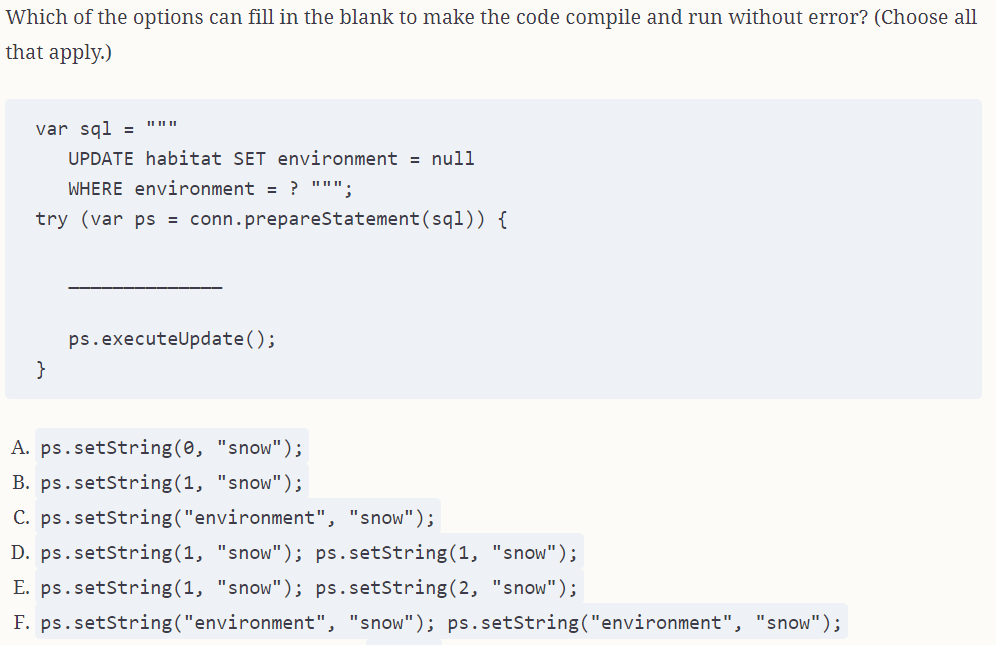 Which of the options can fill in the blank to make the code compile and run without error? (Choose all
that apply.)
var sql = """
UPDATE habitat SET environment = null
WHERE environment = ? """;
try (var ps = conn.prepareStatement(sql)) {
______________
ps.executeUpdate();
}
A. ps.setString(0, "snow");
B. ps.setString(1, "snow");
C. ps.setString("environment", "snow");
D. ps.setString(1, "snow"); ps.setString(1, "snow");
E. ps.setString(1, "snow"); ps.setString(2, "snow");
F. ps.setString("environment", "snow"); ps.setString("environment", "snow");